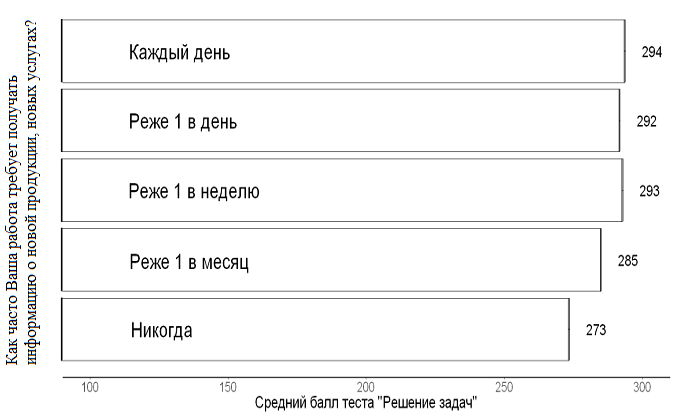 Как часто Ваша работа требует получать
информацию о новой продукции, новых услугах?
Каждый день
294
Реже 1 в день
292
Реже 1 в неделю
293
Реже 1 в месяц
285
Никогда
273
100
150
200
250
300
Средний балл теста "Решение задач"